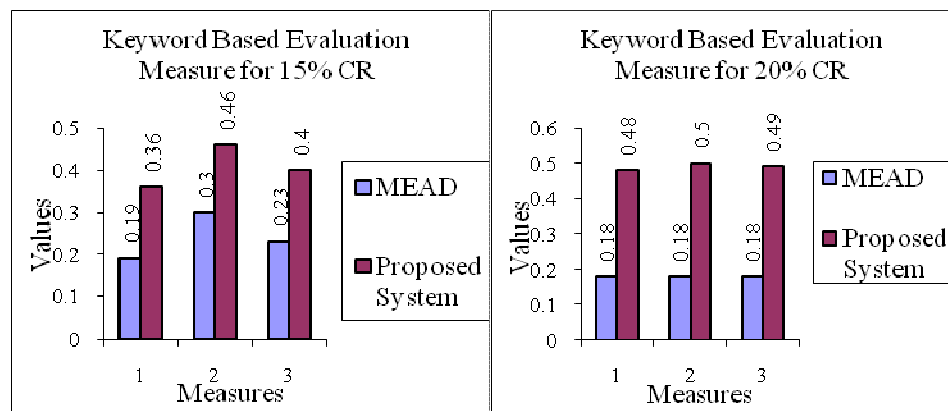 Keyword Based Evaluation
Measure for 15% CR
0.5
0.4
0.3
0.2
0.1
0
Values
0.19
0.36
0.3
0.46
0.23
0.4
1
2
3
Measures
MEAD
Proposed
System
Keyword Based Evaluation
Measure for 20% CR
0.6
0.5
0.4
0.3
0.2
0.1
0
Values
0.18
0.48
0.18
0.5
0.18
0.49
1
2
3
Measures
MEAD
Proposed
System